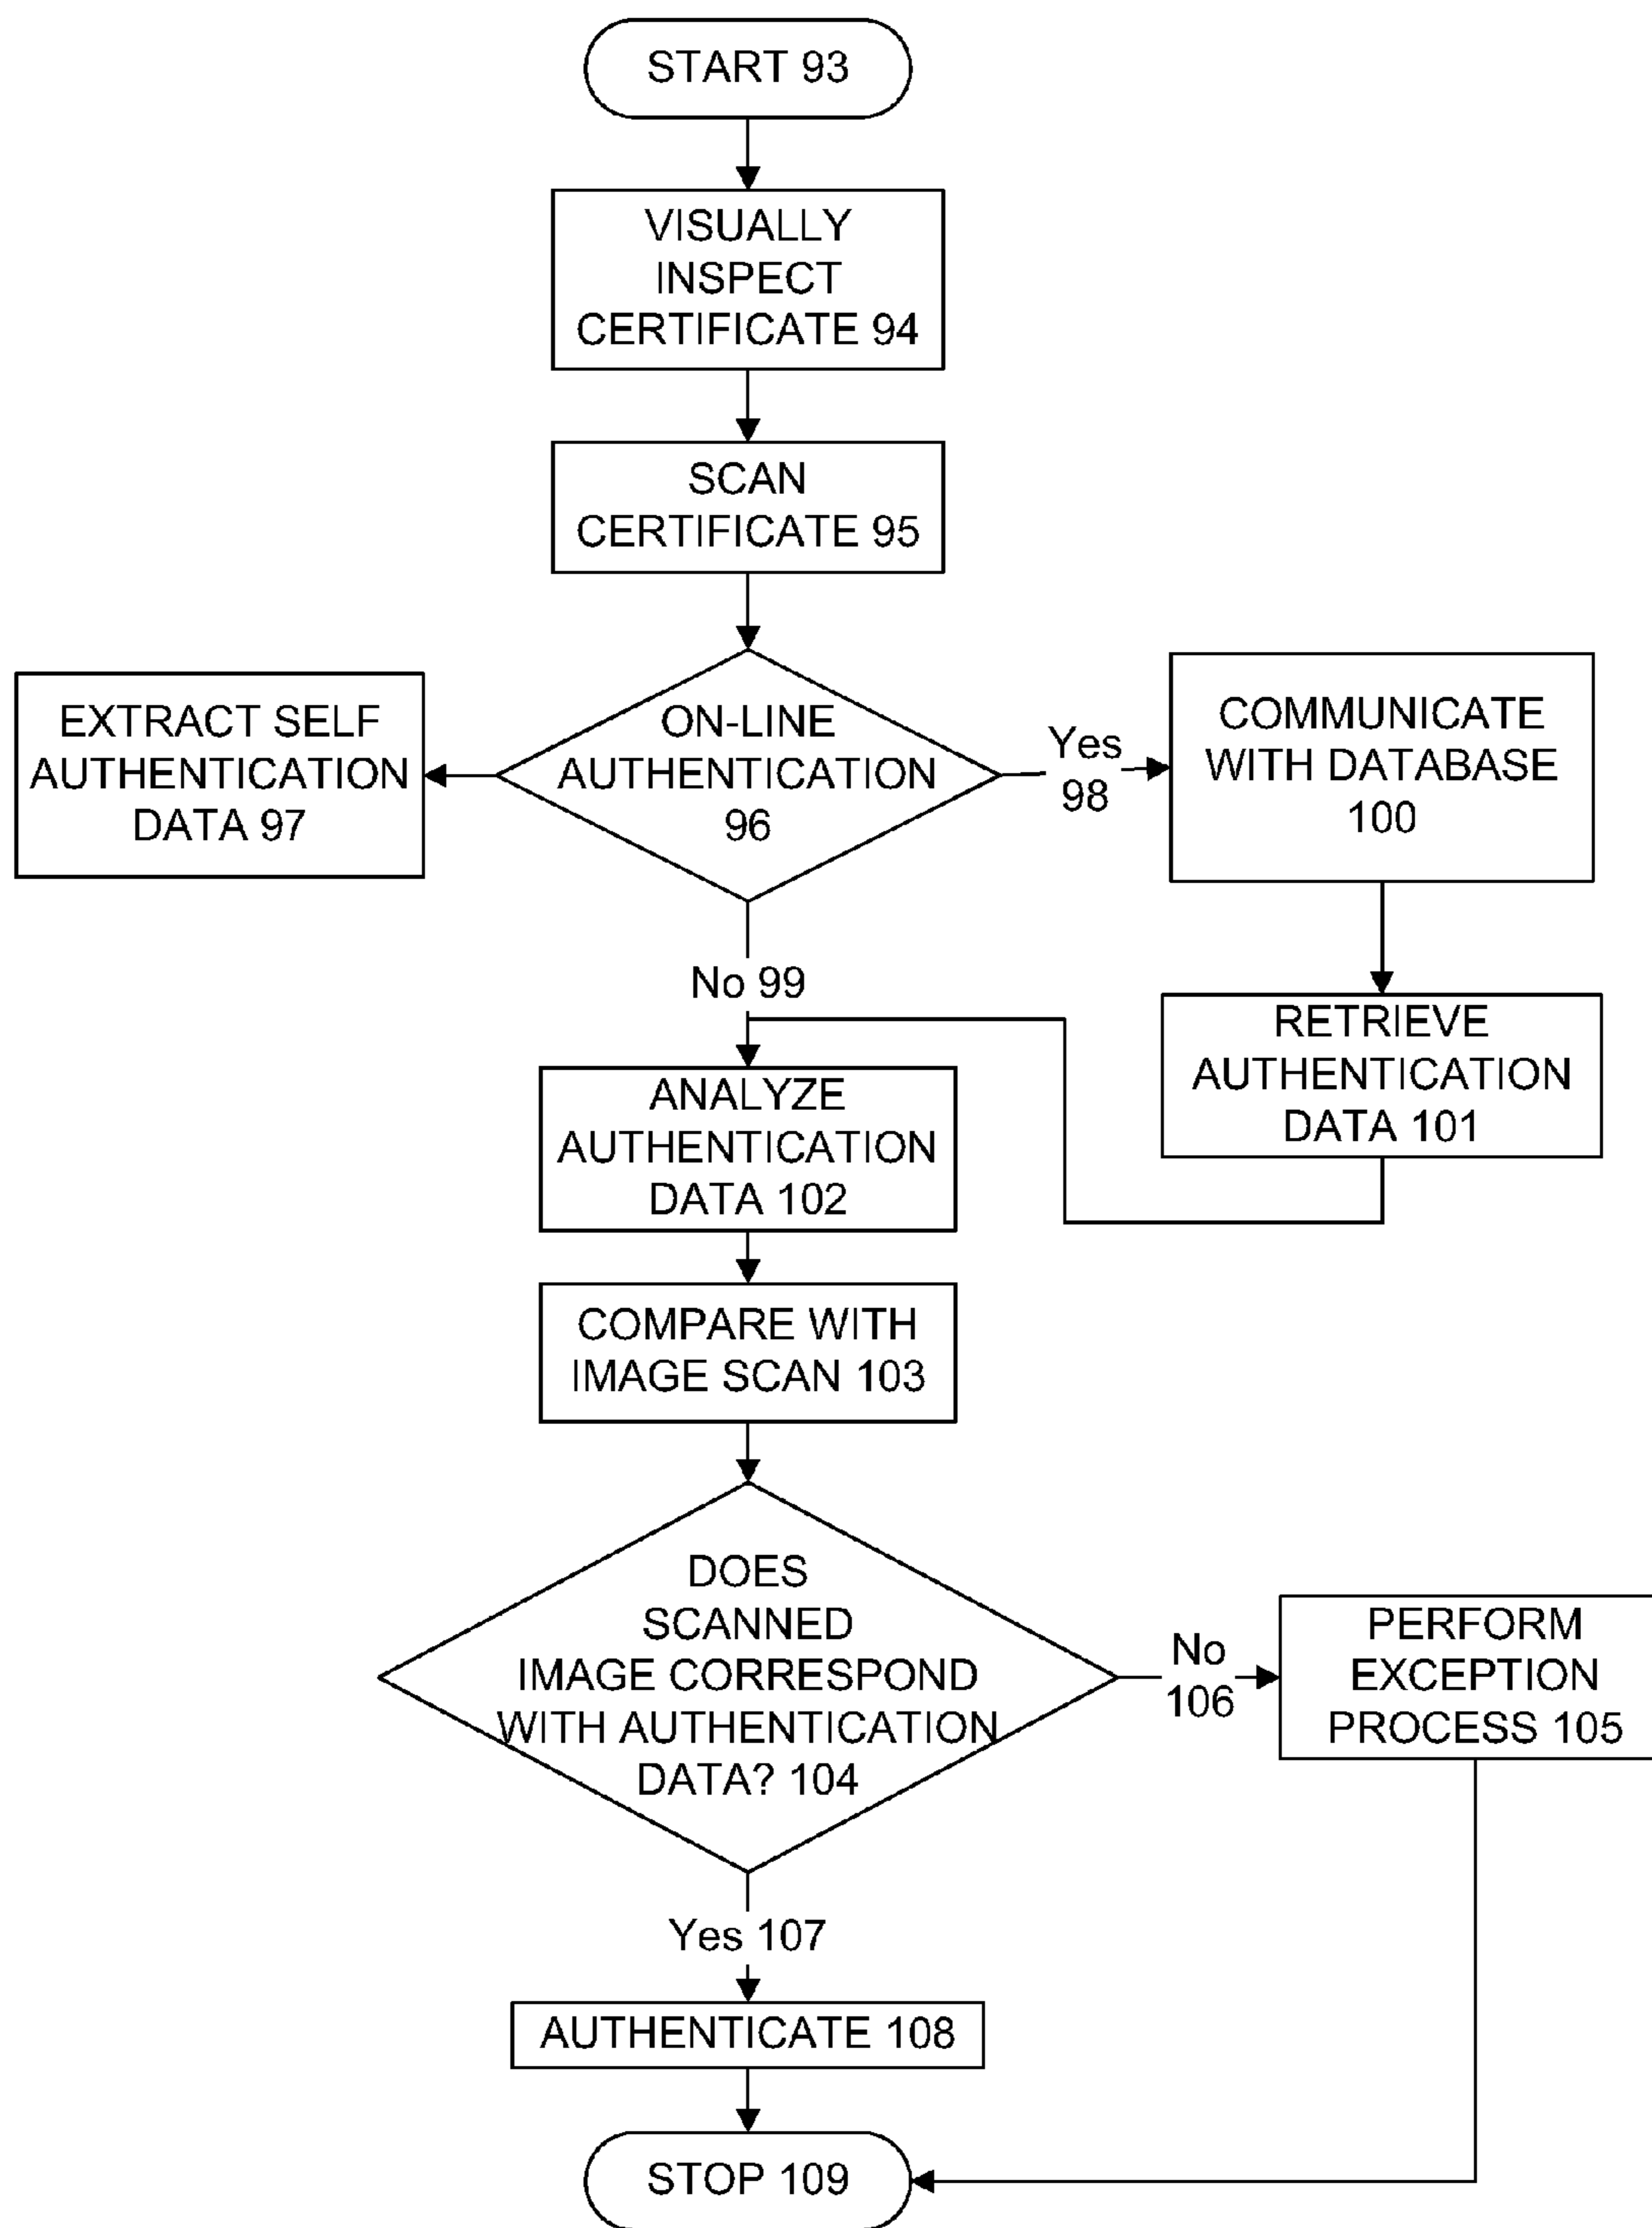 START 93
VISUALLY
INSPECT
CERTIFICATE 94
SCAN
CERTIFICATE 95
EXTRACT SELF
AUTHENTICATION
DATA 97
ON-LINE
AUTHENTICATION
96
Yes
98
COMMUNICATE
WITH DATABASE
100
No 99
RETRIEVE
AUTHENTICATION
DATA 101
ANALYZE
AUTHENTICATION
DATA 102
COMPARE WITH
IMAGE SCAN 103
DOES
SCANNED
IMAGE CORRESPOND
WITH AUTHENTICATION
DATA? 104
No
106
PERFORM
EXCEPTION
PROCESS 105
Yes 107
AUTHENTICATE 108
STOP 109